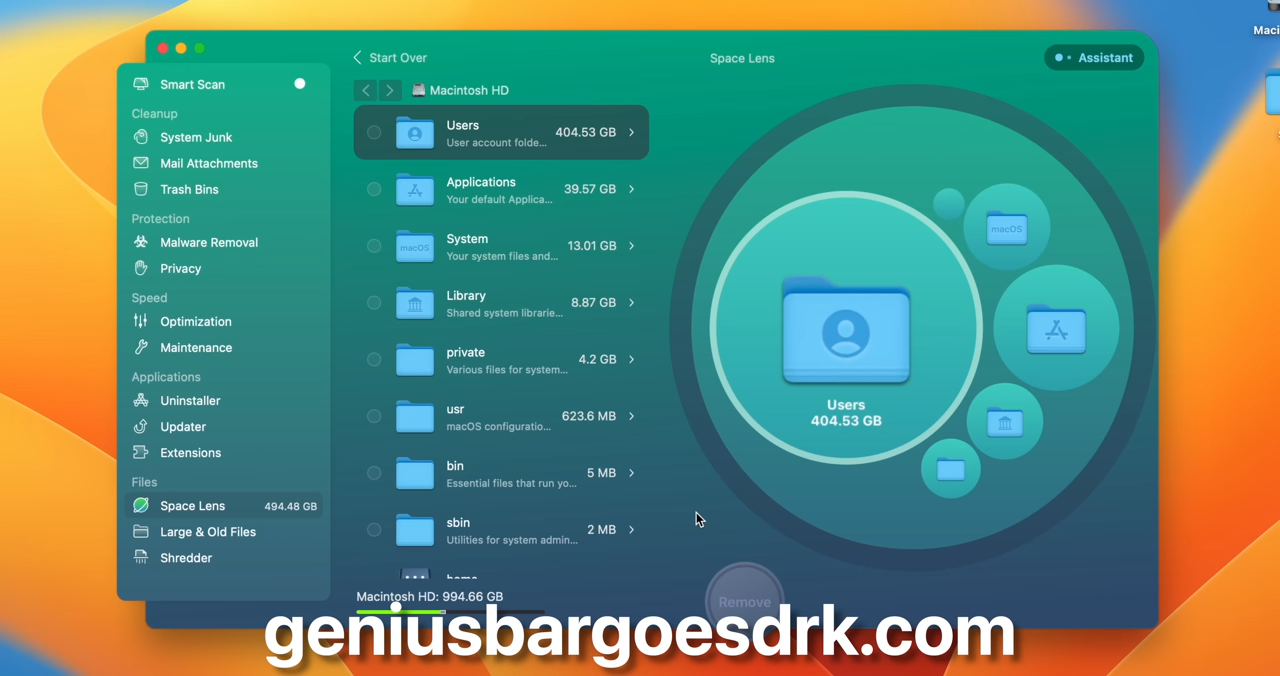 Maci
Start Over
Space Lens
Assistant
Smart Scan
Cleanup
System Junk
Mail Attachments
Trash Bins
Protection
Malware Removal
Privacy
Speed
Optimization
Maintenance
Applications
Uninstaller
Updater
Extensions
Files
Space Lens 494.48 GB
Large & Old Files
Shredder
Macintosh HD
Users
User account folde... 404.53 GB
Applications
Your default Applica... 39.57 GB
macOS
System
Your system files and... 13.01 GB
Library
Shared system librarie... 8.87 GB
private
Various files for system... 4.2 GB
usr
macOS configuratio... 623.6 MB
bin
Essential files that run yo... 5 MB
sbin
Utilities for system admin... 2 MB
home
Macintosh HD: 994.66 GB
macOS
Users
404.53 GB
Remove
geniusbargoesdrk.com